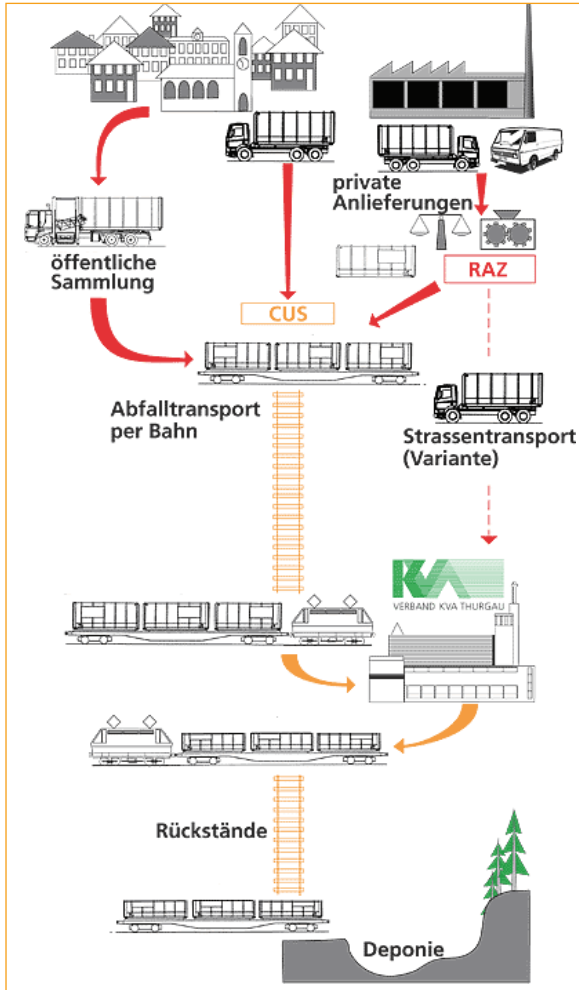 private
Anlieferungen
öffentliche
Sammlung
RAZ
CUS
Abfalltransport
per Bahn
Strassentransport
(Variante)
KVA
VERBAND KVA THURGAU
Rückstände
Deponie